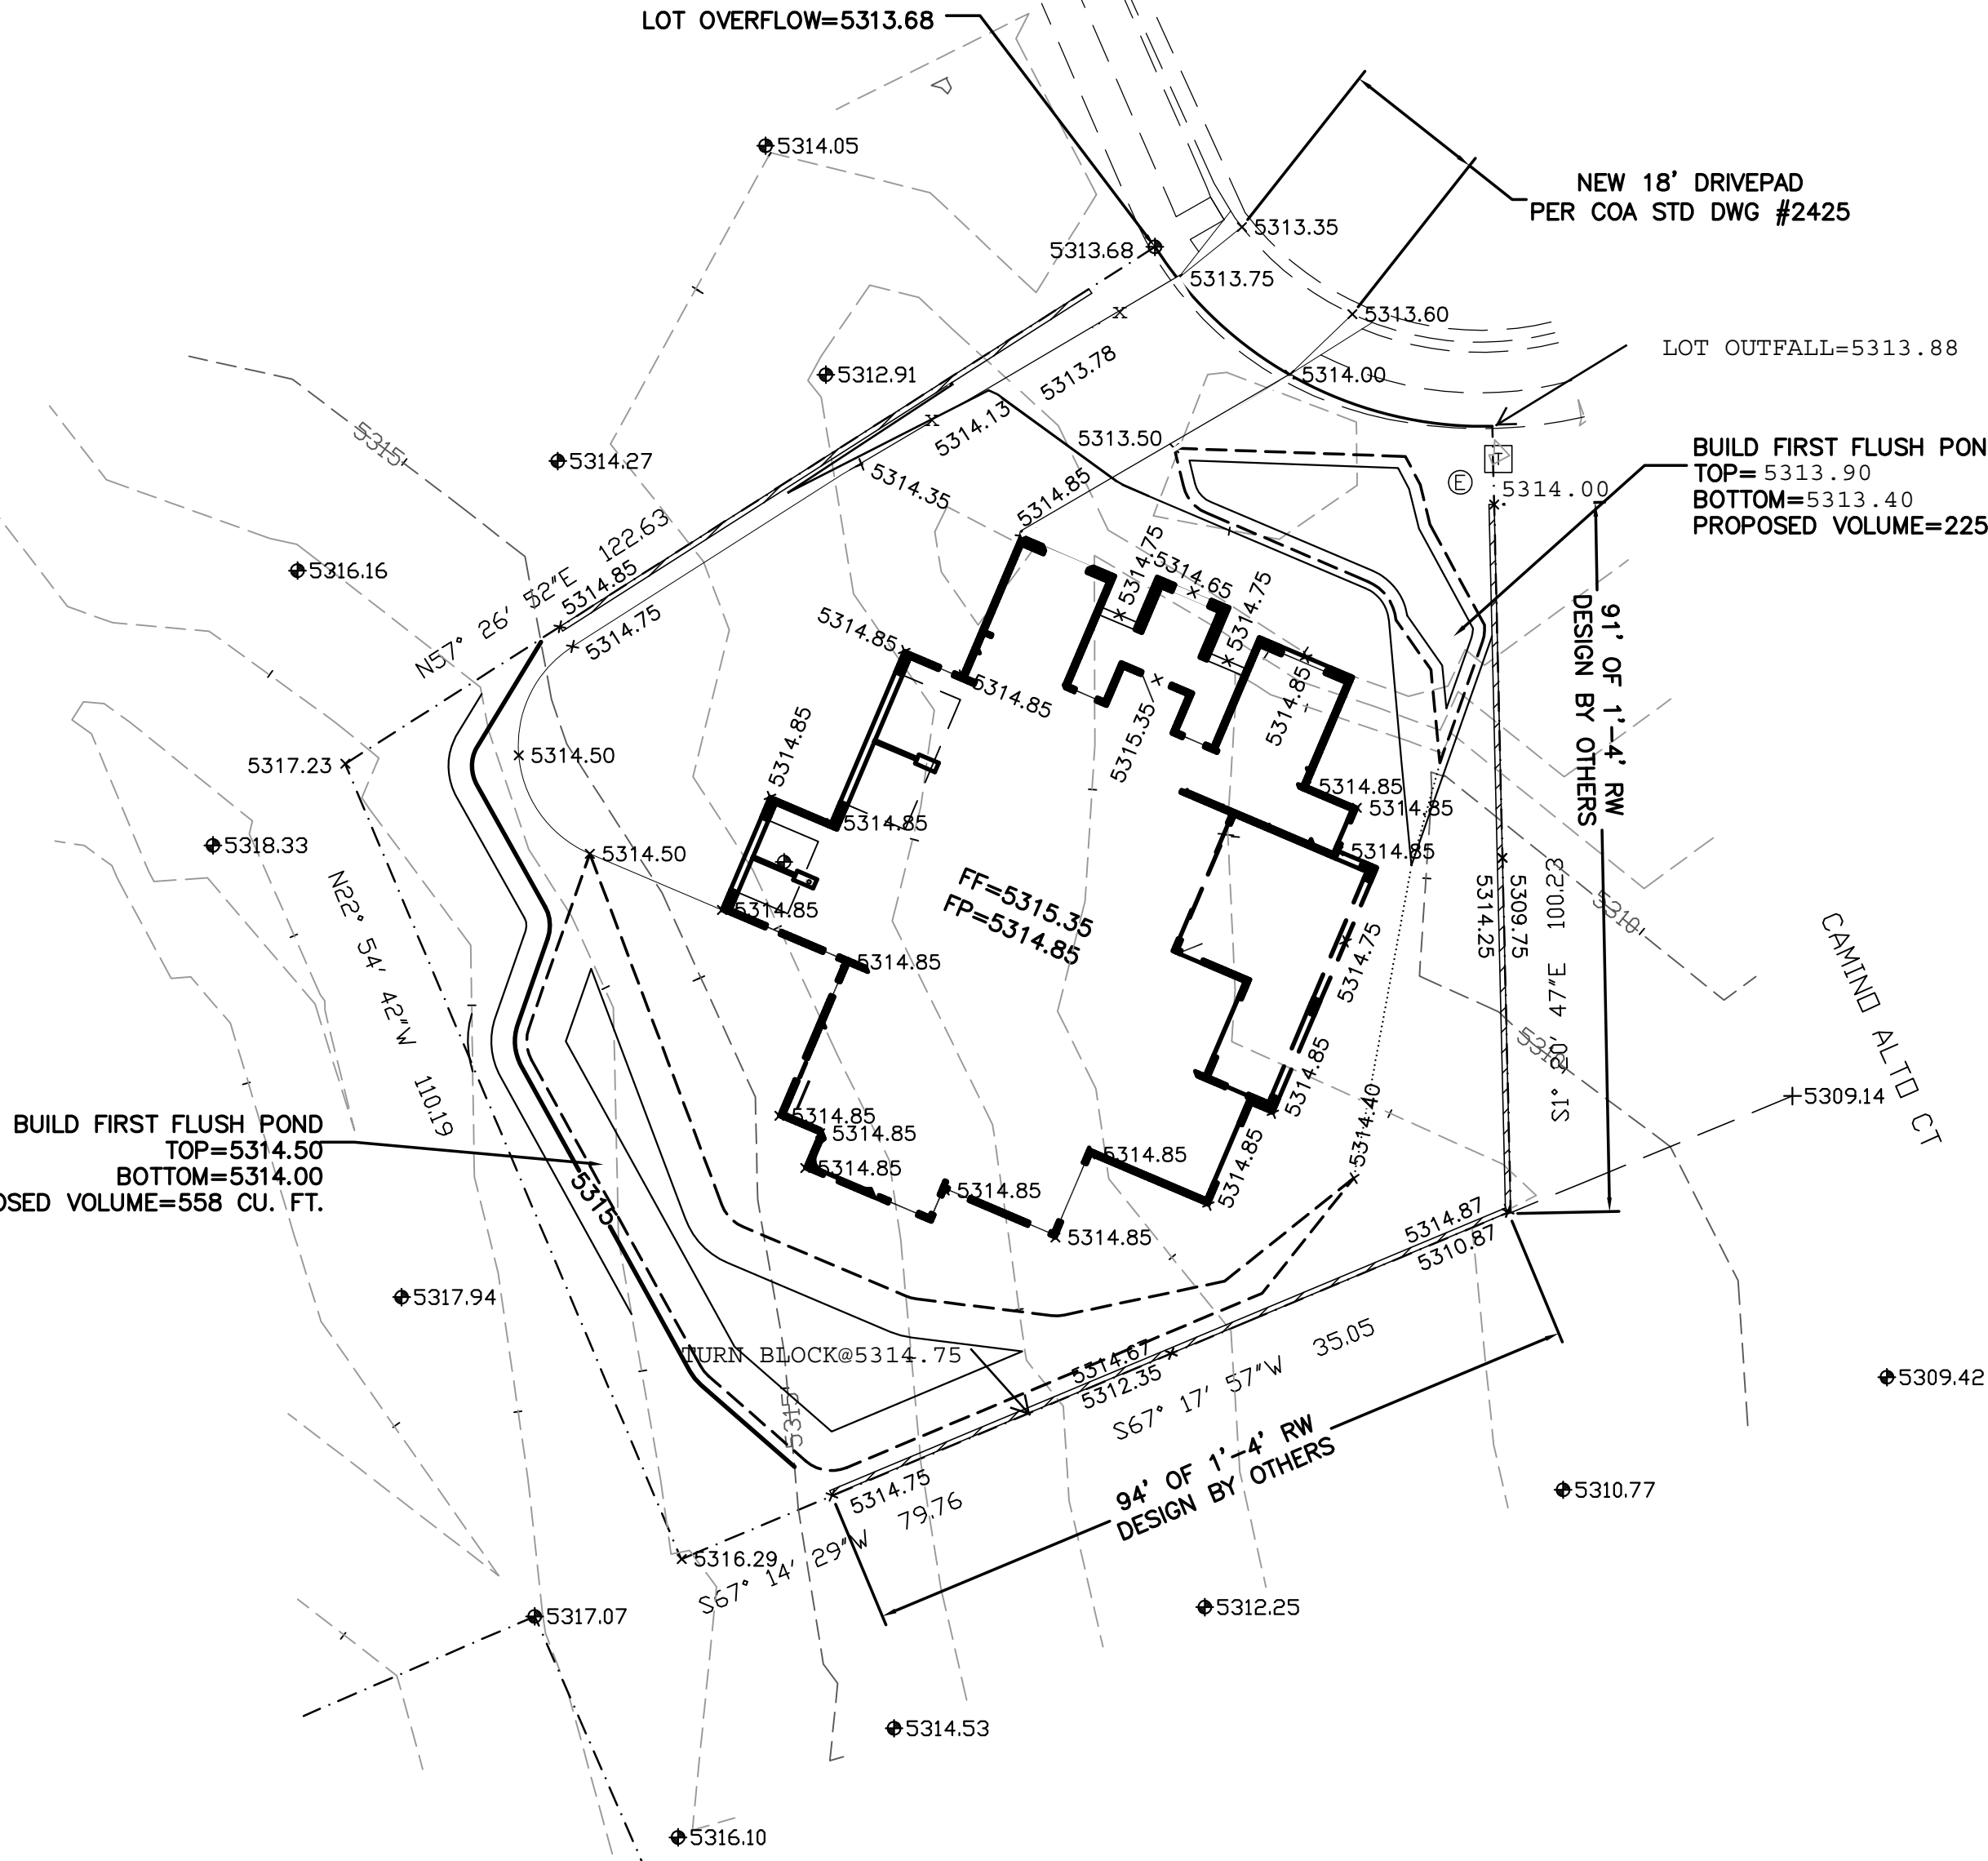 LOT OVERFLOW=5313.68
5314.05
NEW 18' DRIVEPAD
PER COA STD DWG #2425
5313.35
5313.68
5313.75
5313.60
LOT OUTFALL=5313.88
5312.91
5313.78
5314.00
5314.13
5313.50
5315
5314.27
5314.35
5314.85
BUILD FIRST FLUSH PON
TOP= 5313.90
BOTTOM=5313.40
PROPOSED VOLUME=225
E
T
5314.00
N57° 26' 52"E 122.63
5316.16
5314.85
5314.75
5314.75
5314.65
5314.75
91' OF 1'-4' RW
DESIGN BY OTHERS
5314.85
5314.85
5314.85
5315.35
5314.85
5317.23
5314.50
5314.85
5314.85
5314.85
5318.33
5314.50
5314.85
5314.85
FF=5315.35
FP=5314.85
5314.75
5314.25
5309.75
S1° 20' 47"E 100.23
5310
CAMINO ALTO CT
N22° 54' 42"W 110.19
5314.85
5314.85
5314.40
5309.14
BUILD FIRST FLUSH POND
TOP=5314.50
BOTTOM=5314.00
OSED VOLUME=558 CU. FT.
5315
5314.85
5314.85
5314.85
5314.85
5314.85
5314.85
5314.85
5314.87
5310.87
5317.94
TURN BLOCK@5314.75
5314.67
5312.35
S67° 17' 57"W 35.05
5309.42
5315
94' OF 1'-4' RW
DESIGN BY OTHERS
5314.75
S67° 14' 29"W 79.76
5310.77
5316.29
5317.07
5312.25
5314.53
5316.10